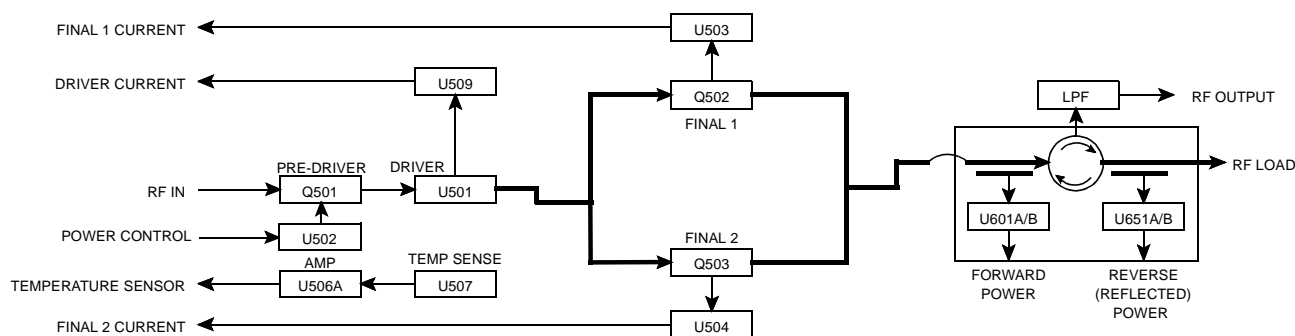 FINAL 1 CURRENT
U503
DRIVER CURRENT
U509
Q502
FINAL 1
LPF
RF OUTPUT
PRE-DRIVER
DRIVER
RF IN
Q501
U501
RF LOAD
POWER CONTROL
U502
U601A/B
U651A/B
FINAL 2
Q503
AMP
TEMP SENSE
TEMPERATURE SENSOR
U506A
U507
FORWARD
POWER
REVERSE
(REFLECTED)
POWER
FINAL 2 CURRENT
U504